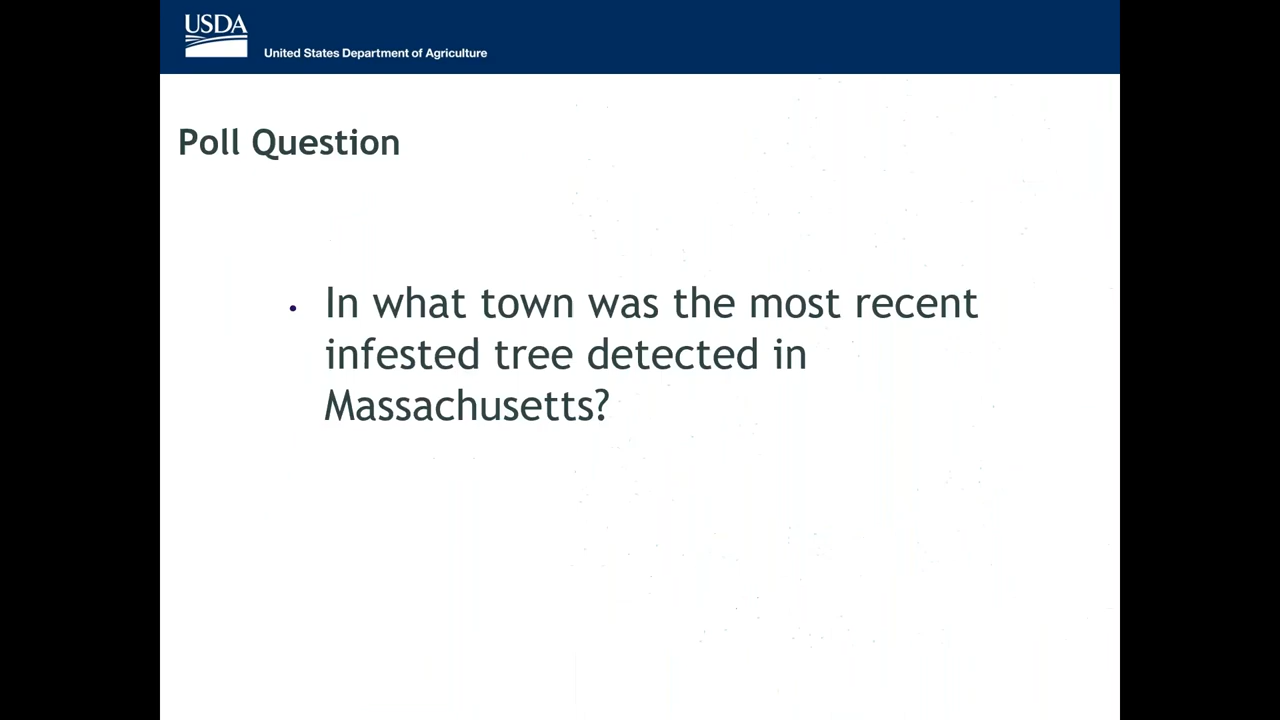 USDA
United States Department of Agriculture
Poll Question
• In what town was the most recent
infested tree detected in
Massachusetts?